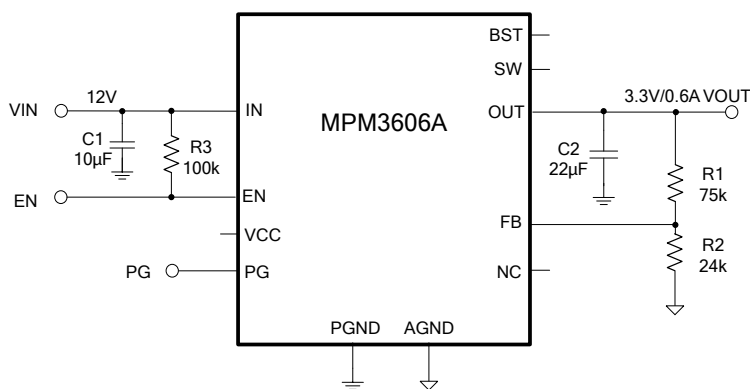 BST
SW
VIN
12V
IN
MPM3606A
OUT
3.3V/0.6A VOUT
C1
10µF
R3
100k
C2
22µF
R1
75k
EN
EN
FB
VCC
R2
24k
PG
PG
NC
PGND
AGND